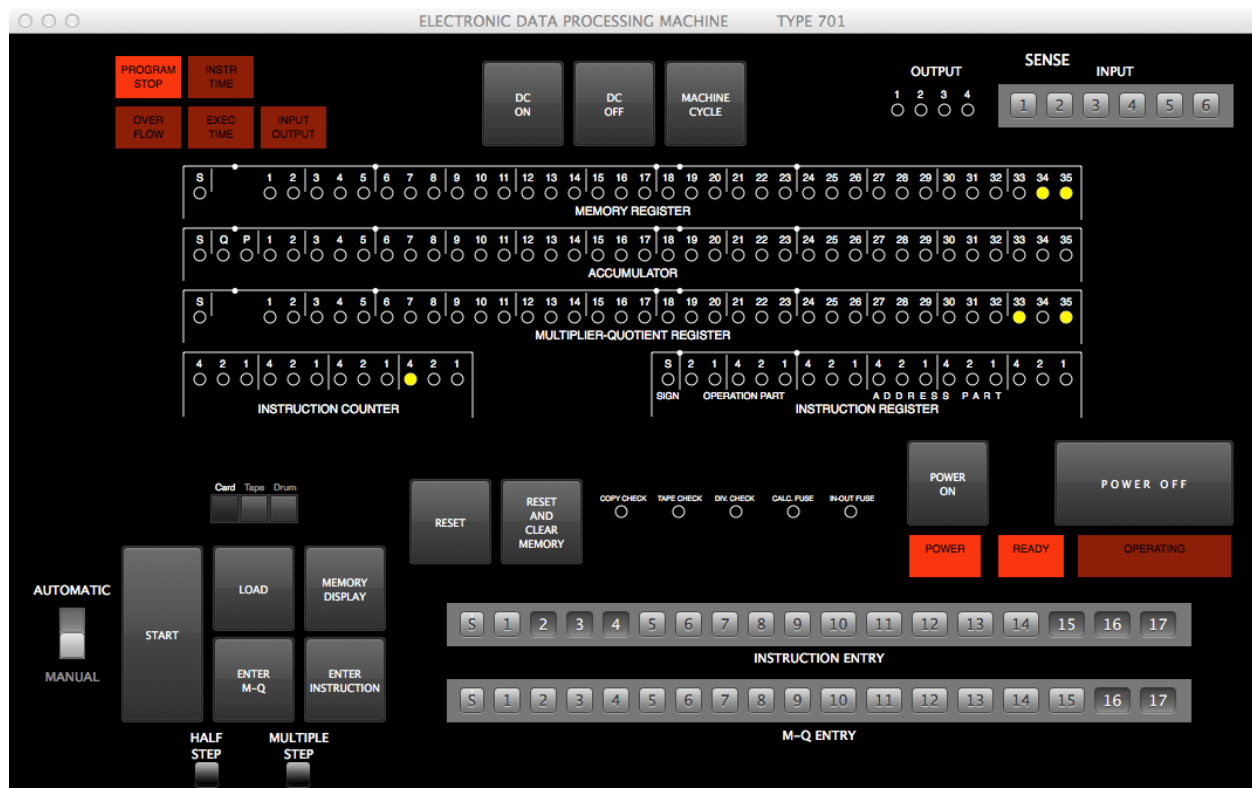 ELECTRONIC DATA PROCESSING MACHINE TYPE 701
PROGRAM STOP
INSTR TIME
OVER FLOW
EXEC TIME
INPUT OUTPUT
DC ON
DC OFF
MACHINE CYCLE
SENSE
OUTPUT
1 2 3 4
INPUT
1 2 3 4 5 6
S 1 2 3 4 5 6 7 8 9 10 11 12 13 14 15 16 17 18 19 20 21 22 23 24 25 26 27 28 29 30 31 32 33 34 35
MEMORY REGISTER
S Q P 1 2 3 4 5 6 7 8 9 10 11 12 13 14 15 16 17 18 19 20 21 22 23 24 25 26 27 28 29 30 31 32 33 34 35
ACCUMULATOR
S 1 2 3 4 5 6 7 8 9 10 11 12 13 14 15 16 17 18 19 20 21 22 23 24 25 26 27 28 29 30 31 32 33 34 35
MULTIPLIER-QUOTIENT REGISTER
4 2 1 4 2 1 4 2 1 4 2 1
INSTRUCTION COUNTER
S 2 1 4 2 1 4 2 1 4 2 1 4 2 1 4 2 1
SIGN OPERATION PART ADDRESS PART
INSTRUCTION REGISTER
Card Tape Drum
RESET
RESET AND CLEAR MEMORY
COPY CHECK TAPE CHECK DIV. CHECK CALC. FUSE IN-OUT FUSE
POWER ON
POWER OFF
POWER
READY
OPERATING
AUTOMATIC
MANUAL
START
LOAD
MEMORY DISPLAY
ENTER M-Q
ENTER INSTRUCTION
HALF STEP
MULTIPLE STEP
S 1 2 3 4 5 6 7 8 9 10 11 12 13 14 15 16 17
INSTRUCTION ENTRY
S 1 2 3 4 5 6 7 8 9 10 11 12 13 14 15 16 17
M-Q ENTRY